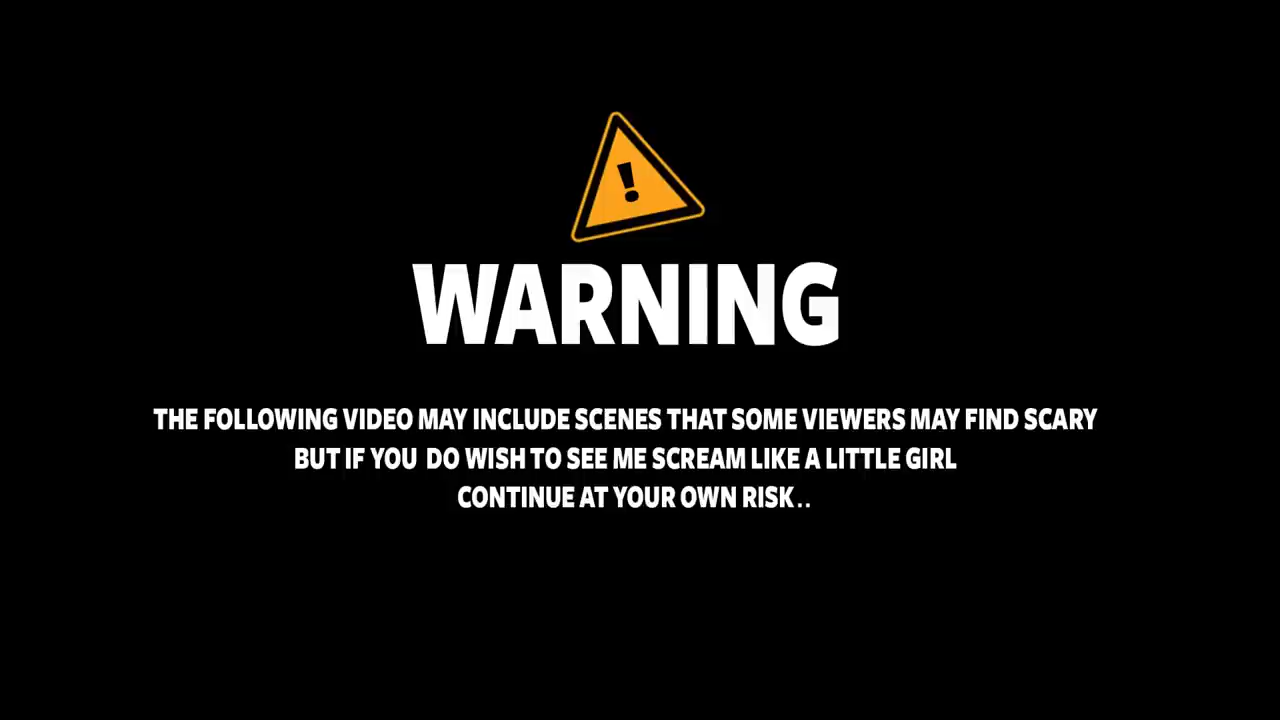 !
WARNING
THE FOLLOWING VIDEO MAY INCLUDE SCENES THAT SOME VIEWERS MAY FIND SCARY
BUT IF YOU DO WISH TO SEE ME SCREAM LIKE A LITTLE GIRL
CONTINUE AT YOUR OWN RISK..